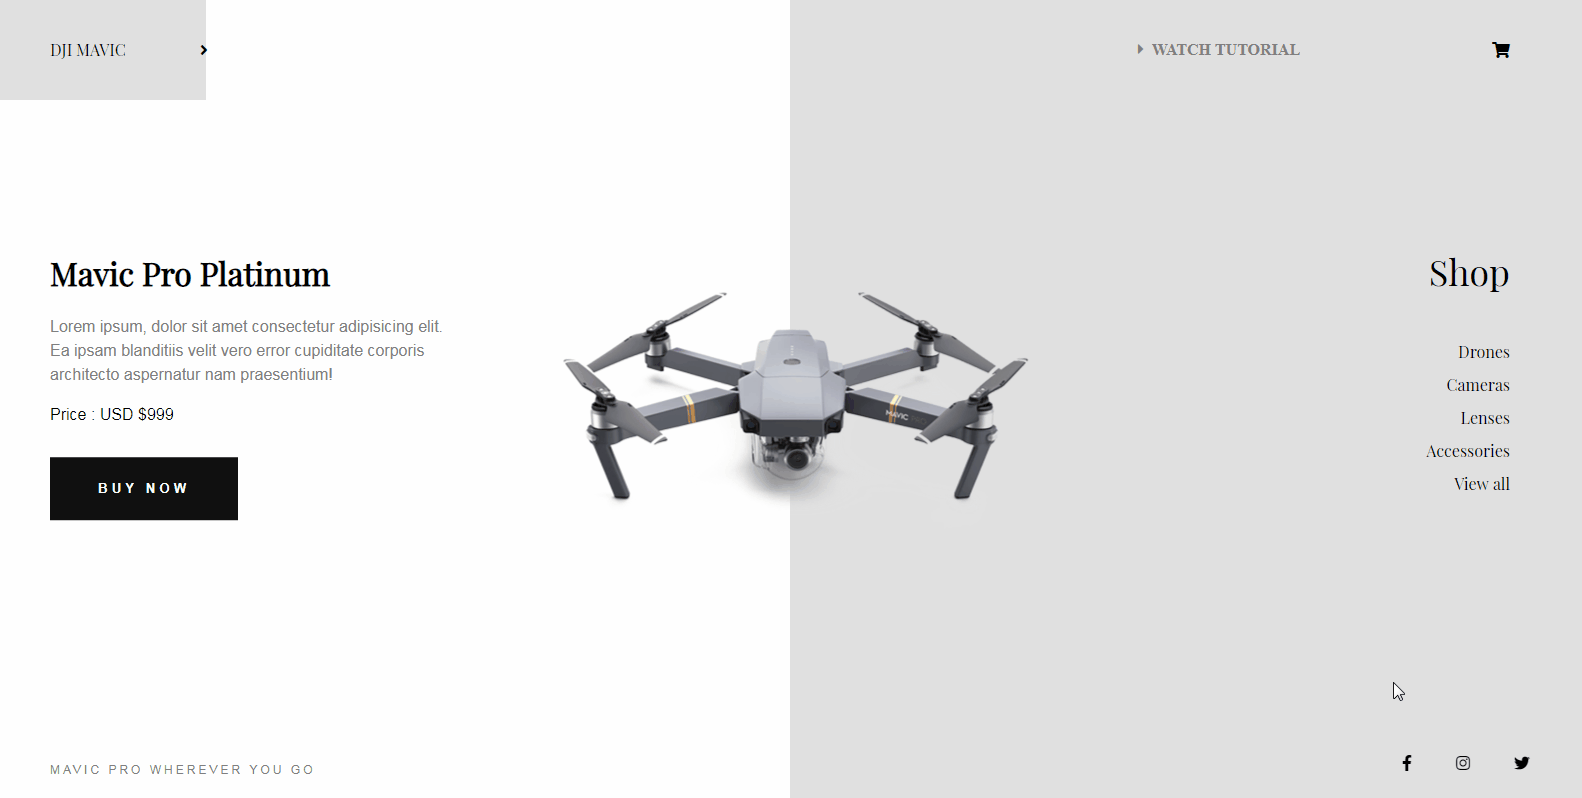 DJI MAVIC
WATCH TUTORIAL
Mavic Pro Platinum
Lorem ipsum, dolor sit amet consectetur adipisicing elit.
Ea ipsam blanditiis velit vero error cupiditate corporis
architecto aspernatur nam praesentium!
Price : USD $999
BUY NOW
MAVIC PRO
Shop
Drones
Cameras
Lenses
Accessories
View all
MAVIC PRO WHEREVER YOU GO